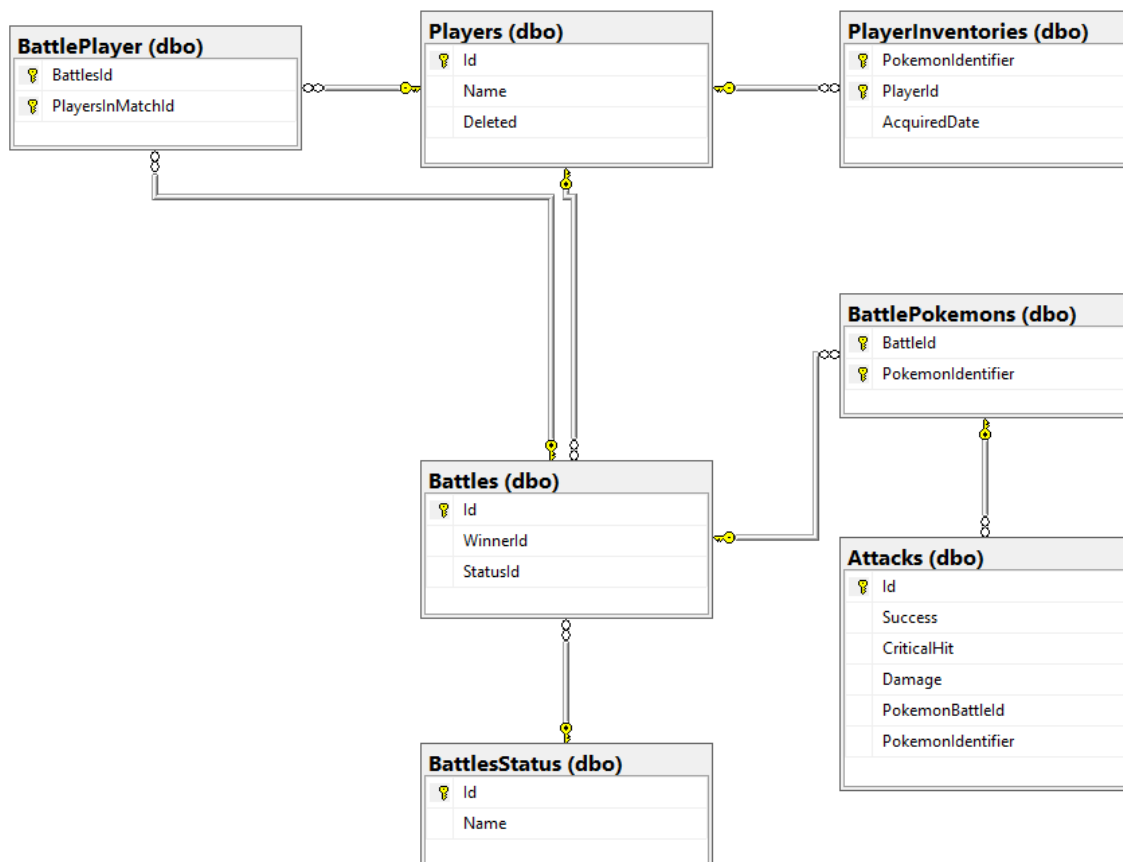 BattlePlayer (dbo)
BattlesId
PlayersInMatchId
Players (dbo)
Id
Name
Deleted
PlayerInventories (dbo)
PokemonIdentifier
PlayerId
AcquiredDate
BattlePokemons (dbo)
BattleId
PokemonIdentifier
Battles (dbo)
Id
WinnerId
StatusId
Attacks (dbo)
Id
Success
CriticalHit
Damage
PokemonBattleId
PokemonIdentifier
BattlesStatus (dbo)
Id
Name